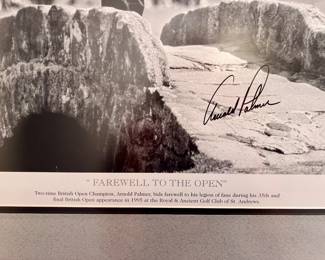 Arnold Palmer
" FAREWELL TO THE OPEN"
Two-time British Open Champion, Arnold Palmer, bids farewell to his legion of fans during his 35th and
final British Open appearance in 1995 at the Royal & Ancient Golf Club of St. Andrews.